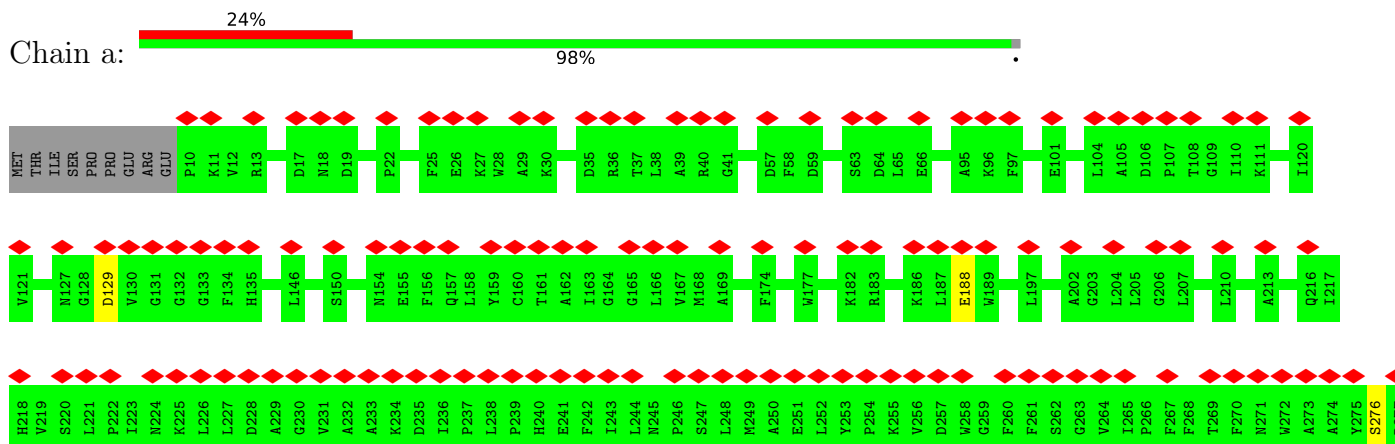 24%
Chain a:
98%
.
MET THR ILE SER PRO PRO GLU ARG GLU P10 K11 V12 R13 D17 N18 D19 P22 F25 E26 K27 W28 A29 K30 D35 R36 T37 L38 A39 R40 G41 D57 F58 D59 S63 D64 L65 E66 A95 K96 F97 E101 L104 A105 D106 P107 T108 G109 I110 K111 I120
V121 N127 G128 D129 V130 G131 G132 G133 F134 H135 L146 S150 N154 E155 F156 Q157 L158 Y159 C160 T161 A162 I163 G164 G165 L166 V167 M168 A169 F174 W177 K182 R183 K186 L187 E188 W189 L197 A202 G203 L204 L205 G206 L207 L210 A213 Q216 I217
H218 V219 S220 L221 P222 I223 N224 K225 L226 L227 D228 A229 G230 V231 A232 A233 K234 D235 I236 P237 L238 P239 H240 E241 F242 I243 L244 N245 P246 S247 L248 M249 A250 E251 L252 Y253 P254 K255 V256 D257 W258 G259 F260 F261 S262 G263 V264 I265 P266 F267 F268 T269 F270 N271 W272 A273 A274 Y275 S276